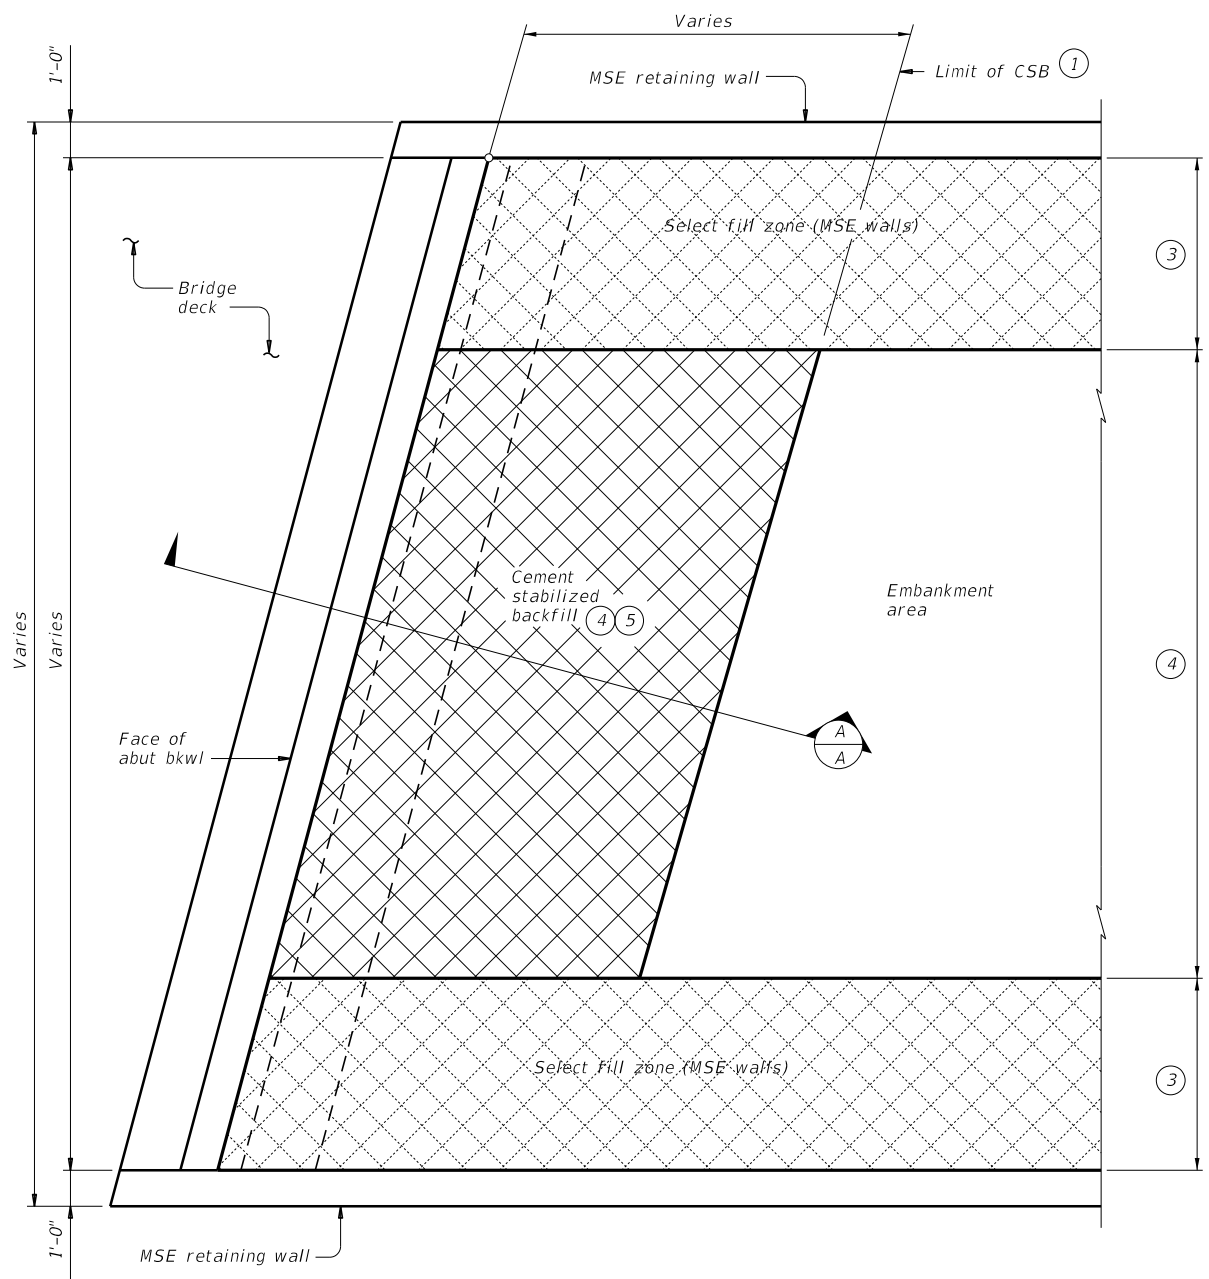 Varies
1'-0"
MSE retaining wall
Limit of CSB 1
Select fill zone (MSE walls)
3
Bridge
deck
Cement
stabilized
backfill 4 5
Embankment
area
Varies
Varies
4
Face of
abut bkwl
A
A
Select fill zone (MSE walls)
3
1'-0"
MSE retaining wall